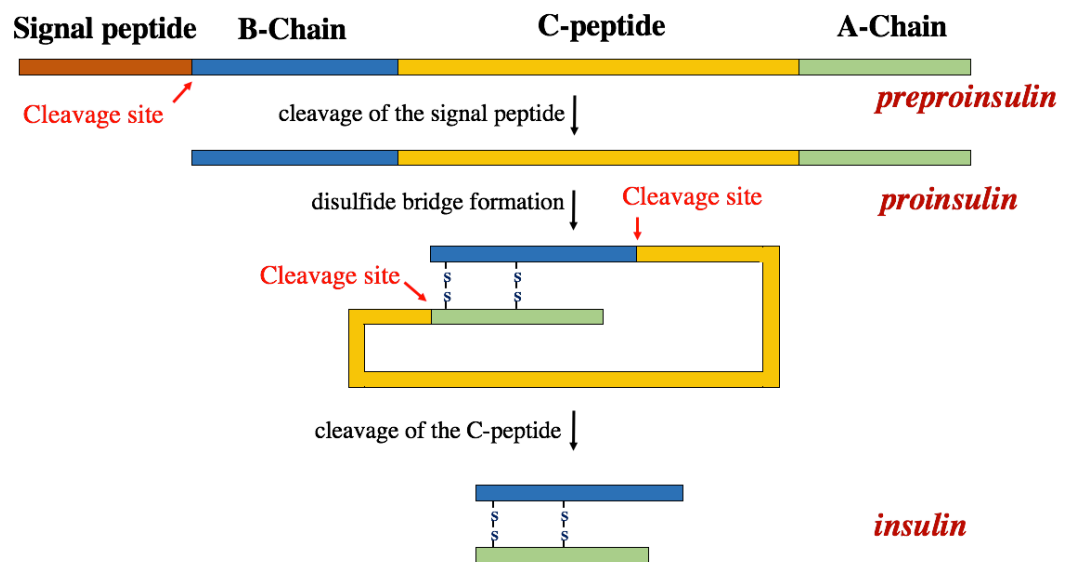 Signal peptide B-Chain C-peptide A-Chain
Cleavage site
cleavage of the signal peptide
preproinsulin
disulfide bridge formation
Cleavage site
proinsulin
Cleavage site
S S
S S
cleavage of the C-peptide
S S
S S
insulin